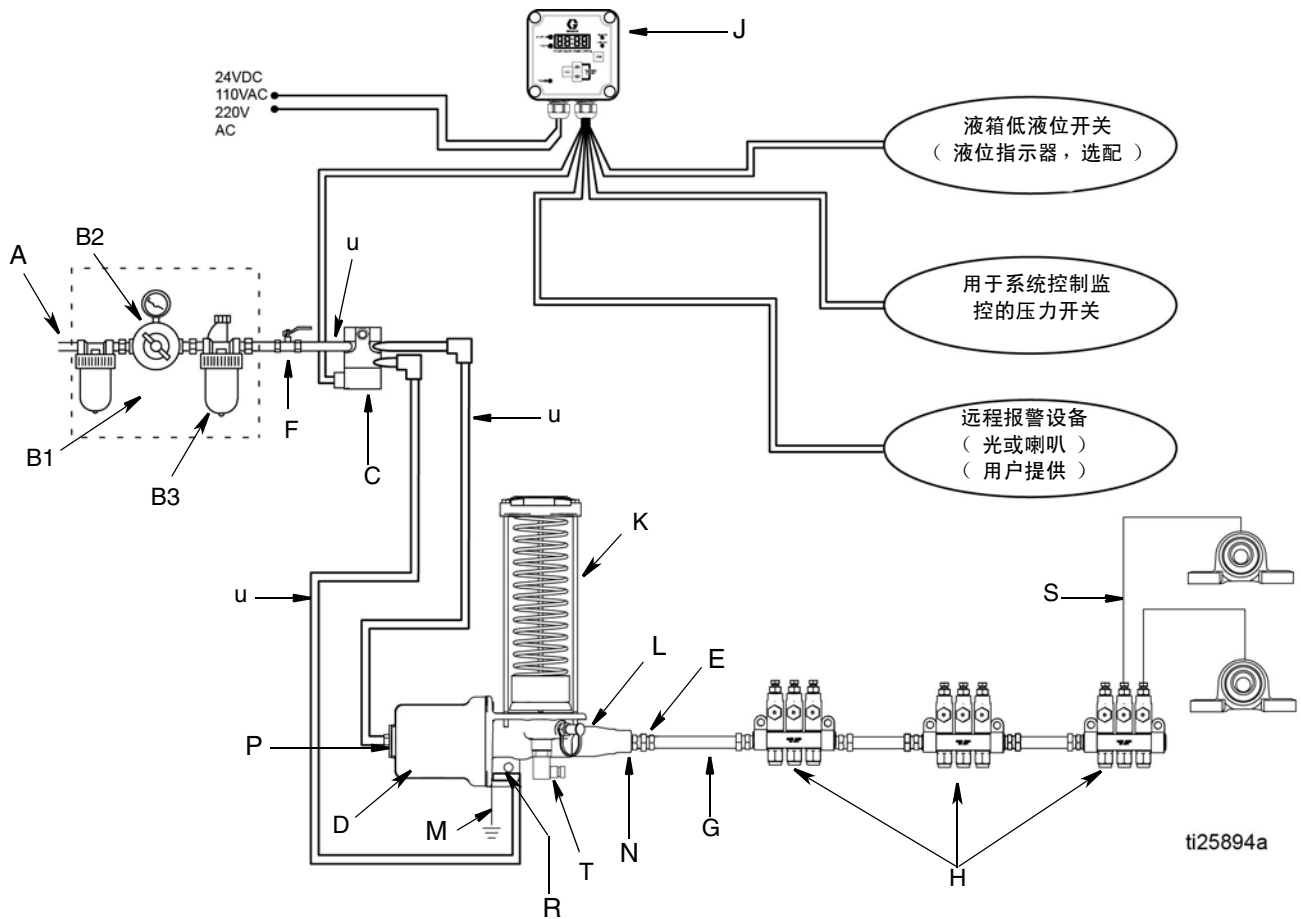 J
24VDC
110VAC
220V
AC
液箱低液位开关
（ 液位指示器，选配 ）
B2
A
u
用于系统控制监
控的压力开关
F
u
B1
B3
C
远程报警设备
（ 光或喇叭 ）
（ 用户提供 ）
K
u
S
L
E
P
D
M
T
N
G
H
R
ti25894a